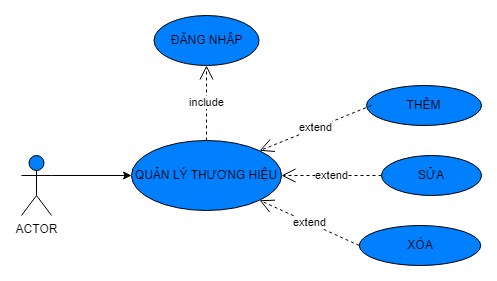 ĐĂNG NHẬP
include
THÊM
extend
QUẢN LÝ THƯƠNG HIỆU
extend
SỬA
ACTOR
extend
XÓA